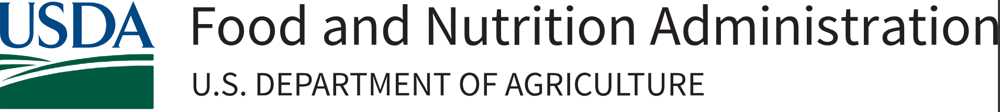 USDA
Food and Nutrition Administration
U.S. DEPARTMENT OF AGRICULTURE